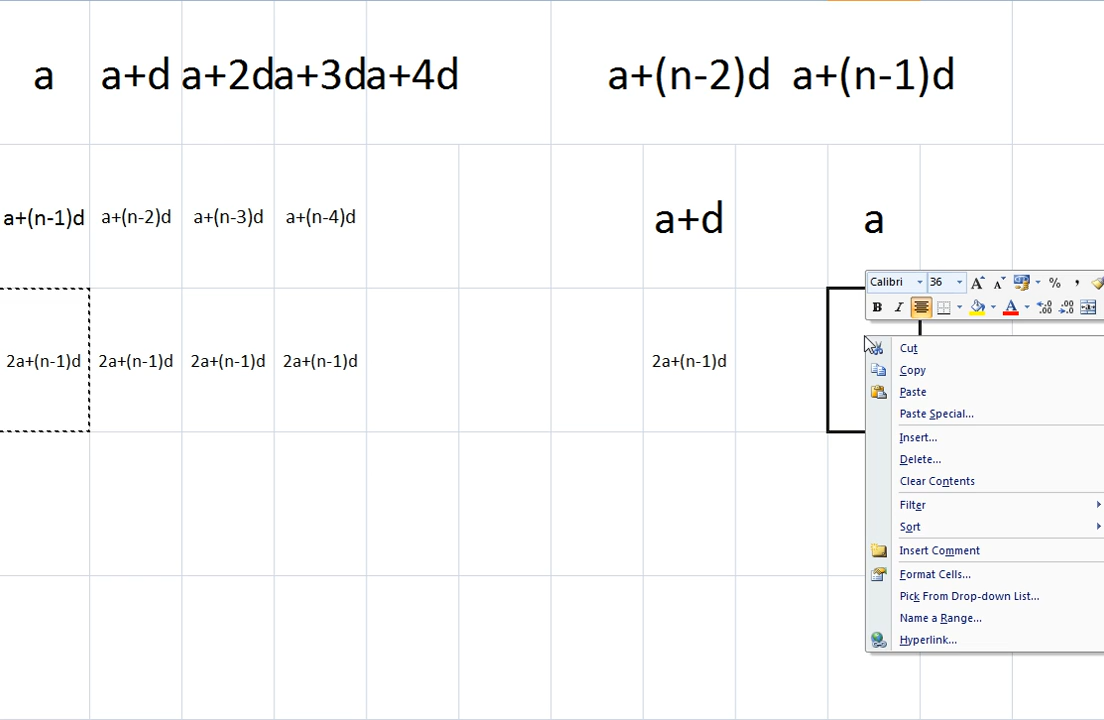 a a+d a+2d a+3d a+4d a+(n-2)d a+(n-1)d
a+(n-1)d a+(n-2)d a+(n-3)d a+(n-4)d a+d a
Calibri 36 A A % ,
B I A .00 .00
2a+(n-1)d 2a+(n-1)d 2a+(n-1)d 2a+(n-1)d 2a+(n-1)d
Cut
Copy
Paste
Paste Special...
Insert...
Delete...
Clear Contents
Filter
Sort
Insert Comment
Format Cells...
Pick From Drop-down List...
Name a Range...
Hyperlink...